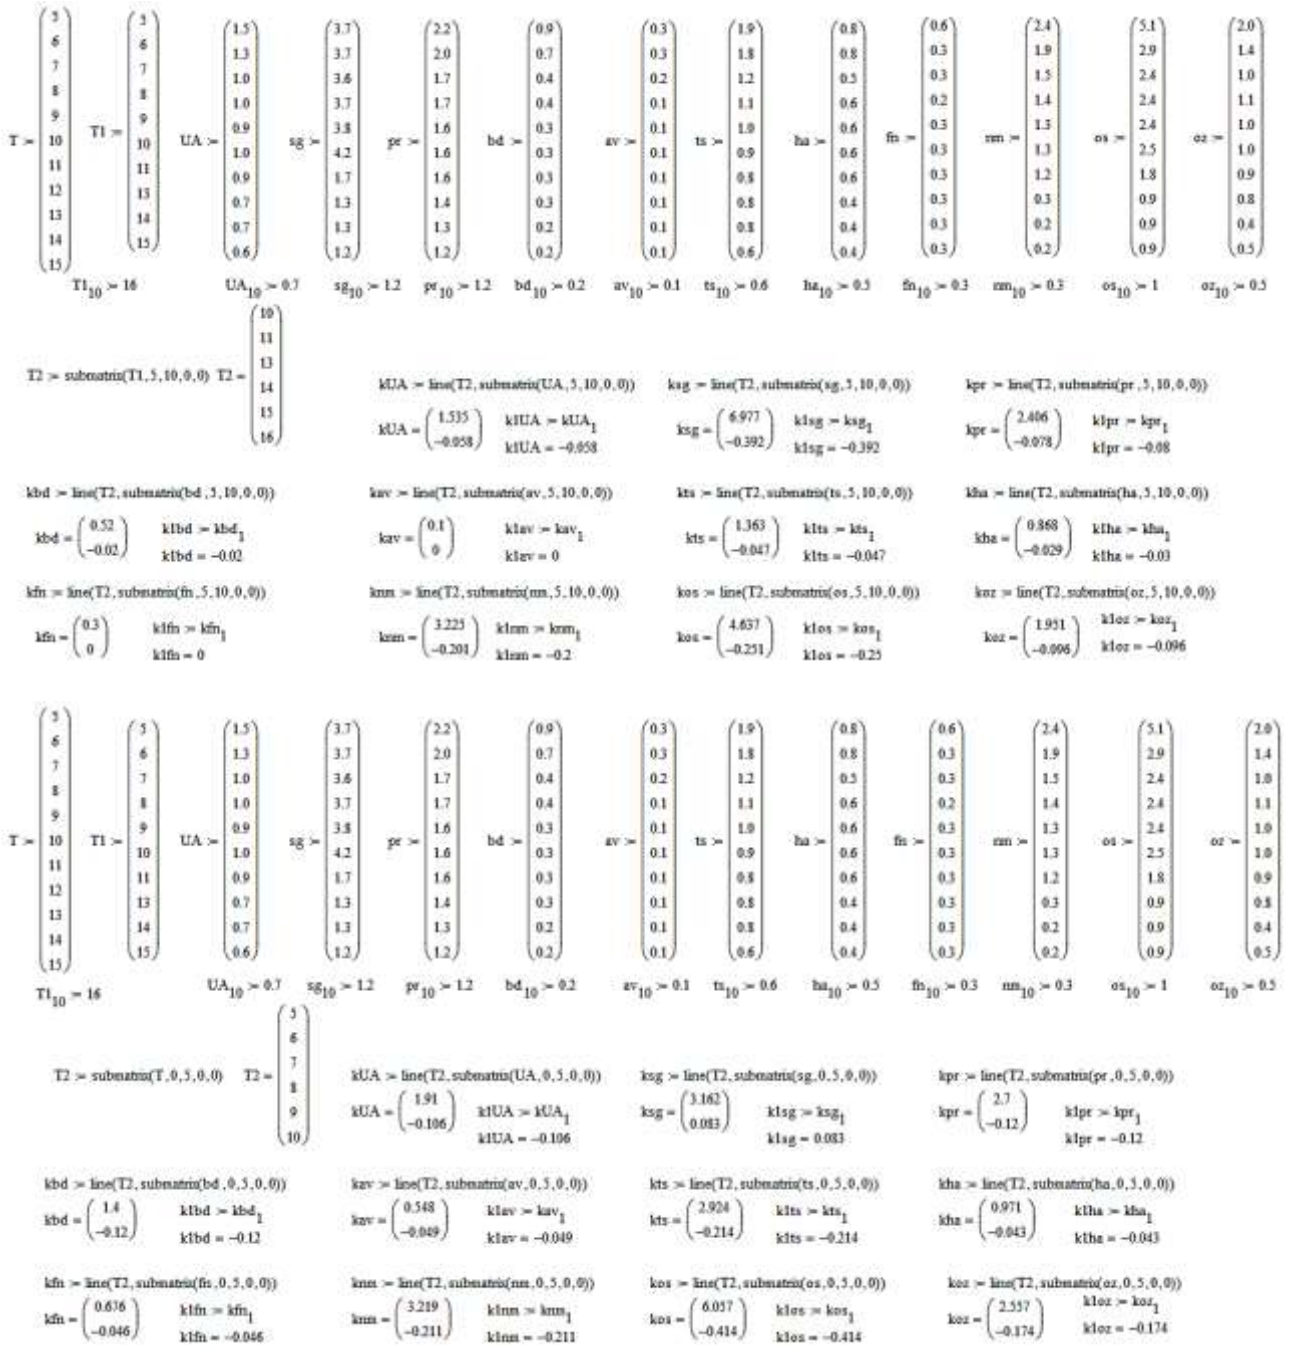 T := (5 6 7 8 9 10 11 12 13 14 15) T1 := (5 6 7 8 9 10 11 13 14 15) UA := (1.5 1.3 1.0 1.0 0.9 1.0 0.9 0.7 0.7 0.6) sg := (3.7 3.7 3.6 3.7 3.8 4.2 1.7 1.3 1.3 1.2) pr := (2.2 2.0 1.7 1.7 1.6 1.6 1.6 1.4 1.3 1.2) bd := (0.9 0.7 0.4 0.4 0.3 0.3 0.3 0.3 0.2 0.2) av := (0.3 0.3 0.2 0.1 0.1 0.1 0.1 0.1 0.1 0.1) ts := (1.9 1.8 1.2 1.1 1.0 0.9 0.8 0.8 0.8 0.6) ha := (0.8 0.8 0.5 0.6 0.6 0.6 0.6 0.4 0.4 0.4) fn := (0.6 0.3 0.3 0.2 0.3 0.3 0.3 0.3 0.3 0.3) nm := (2.4 1.9 1.5 1.4 1.3 1.3 1.2 0.3 0.2 0.2) os := (5.1 2.9 2.4 2.4 2.4 2.5 1.8 0.9 0.9 0.9) oz := (2.0 1.4 1.0 1.1 1.0 1.0 0.9 0.8 0.4 0.5)
T1₁₀ := 16 UA₁₀ := 0.7 sg₁₀ := 1.2 pr₁₀ := 1.2 bd₁₀ := 0.2 av₁₀ := 0.1 ts₁₀ := 0.6 ha₁₀ := 0.5 fn₁₀ := 0.3 nm₁₀ := 0.3 os₁₀ := 1 oz₁₀ := 0.5
T2 := submatrix(T1,5,10,0,0) T2 = (10 11 13 14 15 16)
kUA := line(T2,submatrix(UA,5,10,0,0)) ksg := line(T2,submatrix(sg,5,10,0,0)) kpr := line(T2,submatrix(pr,5,10,0,0))
kUA = (1.535 −0.058) k1UA := kUA₁ ksg = (6.977 −0.392) k1sg := ksg₁ kpr = (2.406 −0.078) k1pr := kpr₁
k1UA = −0.058 k1sg = −0.392 k1pr = −0.08
kbd := line(T2,submatrix(bd,5,10,0,0)) kav := line(T2,submatrix(av,5,10,0,0)) kts := line(T2,submatrix(ts,5,10,0,0)) kha := line(T2,submatrix(ha,5,10,0,0))
kbd = (0.52 −0.02) k1bd := kbd₁ kav = (0.1 0) k1av := kav₁ kts = (1.363 −0.047) k1ts := kts₁ kha = (0.868 −0.029) k1ha := kha₁
k1bd = −0.02 k1av = 0 k1ts = −0.047 k1ha = −0.03
kfn := line(T2,submatrix(fn,5,10,0,0)) knm := line(T2,submatrix(nm,5,10,0,0)) kos := line(T2,submatrix(os,5,10,0,0)) koz := line(T2,submatrix(oz,5,10,0,0))
kfn = (0.3 0) k1fn := kfn₁ knm = (3.225 −0.201) k1nm := knm₁ kos = (4.637 −0.251) k1os := kos₁ koz = (1.951 −0.096) k1oz := koz₁
k1fn = 0 k1nm = −0.2 k1os = −0.25 k1oz = −0.096
T := (5 6 7 8 9 10 11 12 13 14 15) T1 := (5 6 7 8 9 10 11 13 14 15) UA := (1.5 1.3 1.0 1.0 0.9 1.0 0.9 0.7 0.7 0.6) sg := (3.7 3.7 3.6 3.7 3.8 4.2 1.7 1.3 1.3 1.2) pr := (2.2 2.0 1.7 1.7 1.6 1.6 1.6 1.4 1.3 1.2) bd := (0.9 0.7 0.4 0.4 0.3 0.3 0.3 0.3 0.2 0.2) av := (0.3 0.3 0.2 0.1 0.1 0.1 0.1 0.1 0.1 0.1) ts := (1.9 1.8 1.2 1.1 1.0 0.9 0.8 0.8 0.8 0.6) ha := (0.8 0.8 0.5 0.6 0.6 0.6 0.6 0.4 0.4 0.4) fn := (0.6 0.3 0.3 0.2 0.3 0.3 0.3 0.3 0.3 0.3) nm := (2.4 1.9 1.5 1.4 1.3 1.3 1.2 0.3 0.2 0.2) os := (5.1 2.9 2.4 2.4 2.4 2.5 1.8 0.9 0.9 0.9) oz := (2.0 1.4 1.0 1.1 1.0 1.0 0.9 0.8 0.4 0.5)
T1₁₀ := 16 UA₁₀ := 0.7 sg₁₀ := 1.2 pr₁₀ := 1.2 bd₁₀ := 0.2 av₁₀ := 0.1 ts₁₀ := 0.6 ha₁₀ := 0.5 fn₁₀ := 0.3 nm₁₀ := 0.3 os₁₀ := 1 oz₁₀ := 0.5
T2 := submatrix(T,0,5,0,0) T2 = (5 6 7 8 9 10) kUA := line(T2,submatrix(UA,0,5,0,0)) ksg := line(T2,submatrix(sg,0,5,0,0)) kpr := line(T2,submatrix(pr,0,5,0,0))
kUA = (1.91 −0.106) k1UA := kUA₁ ksg = (3.162 0.083) k1sg := ksg₁ kpr = (2.7 −0.12) k1pr := kpr₁
k1UA = −0.106 k1sg = 0.083 k1pr = −0.12
kbd := line(T2,submatrix(bd,0,5,0,0)) kav := line(T2,submatrix(av,0,5,0,0)) kts := line(T2,submatrix(ts,0,5,0,0)) kha := line(T2,submatrix(ha,0,5,0,0))
kbd = (1.4 −0.12) k1bd := kbd₁ kav = (0.548 −0.049) k1av := kav₁ kts = (2.924 −0.214) k1ts := kts₁ kha = (0.971 −0.043) k1ha := kha₁
k1bd = −0.12 k1av = −0.049 k1ts = −0.214 k1ha = −0.043
kfn := line(T2,submatrix(fn,0,5,0,0)) knm := line(T2,submatrix(nm,0,5,0,0)) kos := line(T2,submatrix(os,0,5,0,0)) koz := line(T2,submatrix(oz,0,5,0,0))
kfn = (0.676 −0.046) k1fn := kfn₁ knm = (3.219 −0.211) k1nm := knm₁ kos = (6.057 −0.414) k1os := kos₁ koz = (2.557 −0.174) k1oz := koz₁
k1fn = −0.046 k1nm = −0.211 k1os = −0.414 k1oz = −0.174